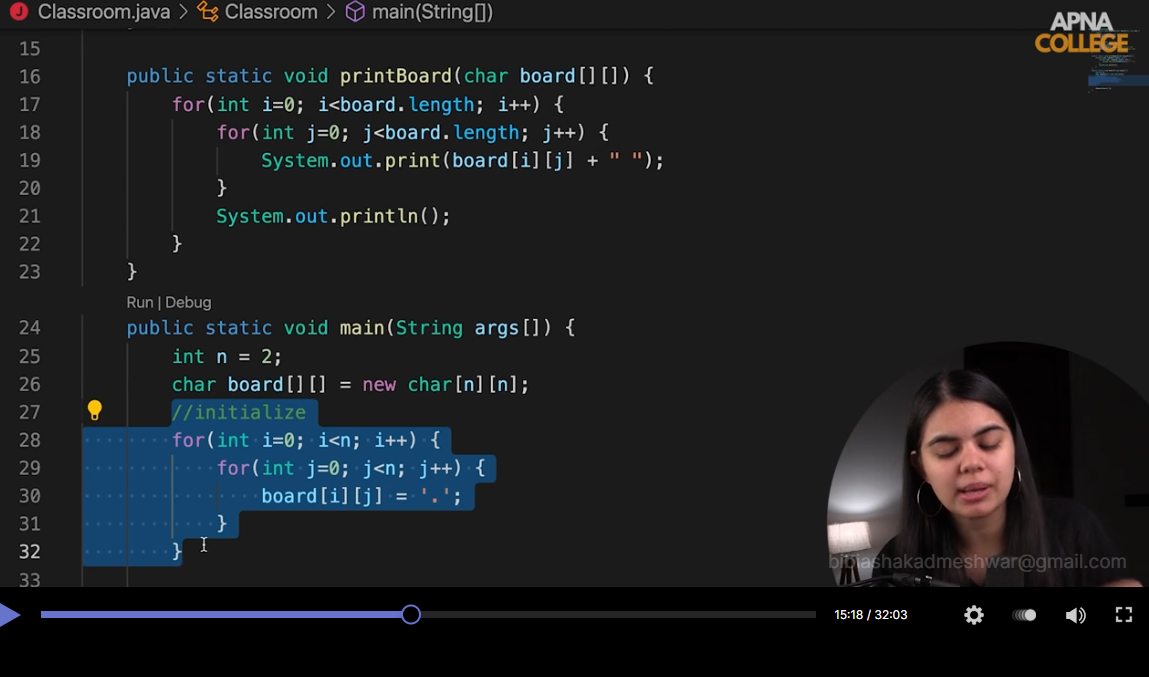 Classroom.java > Classroom > main(String[])
APNA
COLLEGE
15
16 public static void printBoard(char board[][]) {
17 for(int i=0; i<board.length; i++) {
18 for(int j=0; j<board.length; j++) {
19 System.out.print(board[i][j] + " ");
20 }
21 System.out.println();
22 }
23 }
Run | Debug
24 public static void main(String args[]) {
25 int n = 2;
26 char board[][] = new char[n][n];
27 //initialize
28 for(int i=0; i<n; i++) {
29 for(int j=0; j<n; j++) {
30 board[i][j] = '.';
31 }
32 }
33
15:18 / 32:03